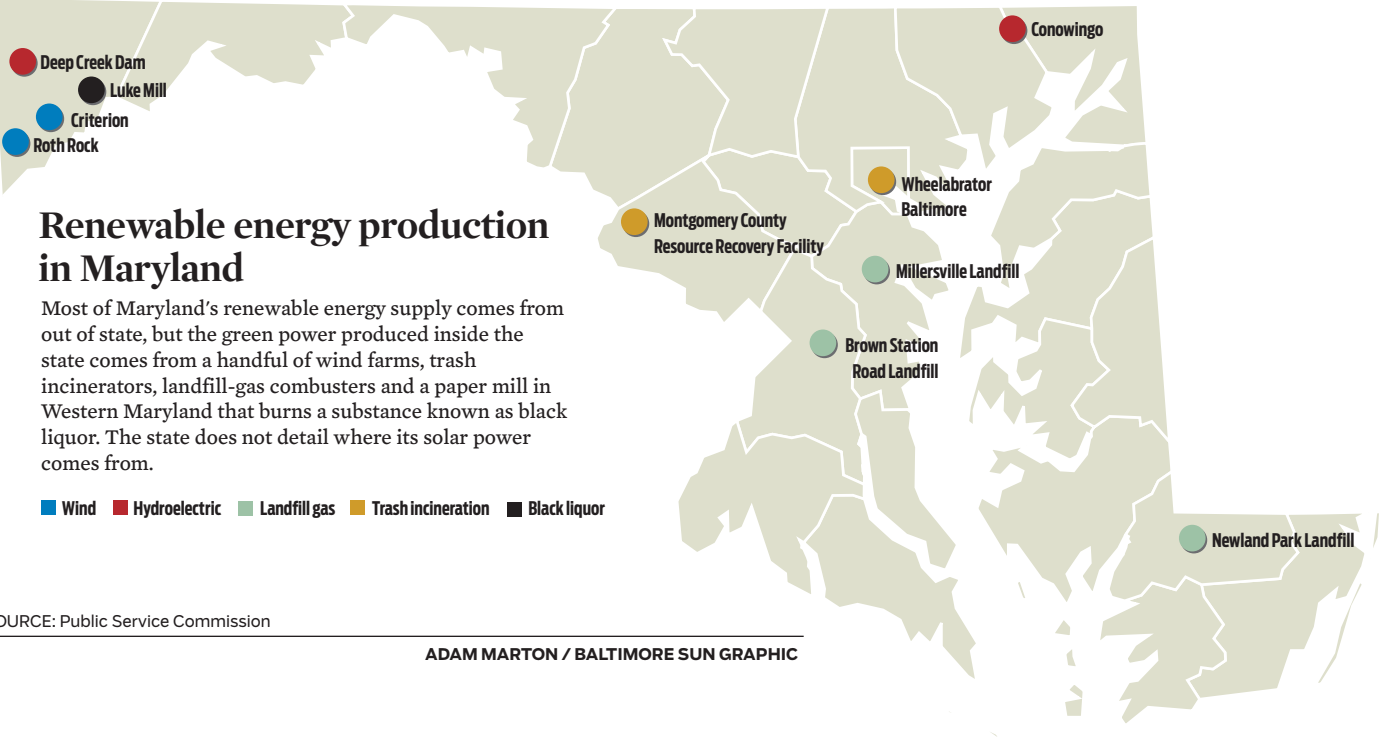 Conowingo
Deep Creek Dam
Luke Mill
Criterion
Roth Rock
Wheelabrator
Baltimore
Montgomery County
Resource Recovery Facility
Millersville Landfill
Brown Station
Road Landfill
Newland Park Landfill
Renewable energy production
in Maryland
Most of Maryland's renewable energy supply comes from
out of state, but the green power produced inside the
state comes from a handful of wind farms, trash
incinerators, landfill-gas combusters and a paper mill in
Western Maryland that burns a substance known as black
liquor. The state does not detail where its solar power
comes from.
Wind Hydroelectric Landfill gas Trash incineration Black liquor
OURCE: Public Service Commission
ADAM MARTON / BALTIMORE SUN GRAPHIC